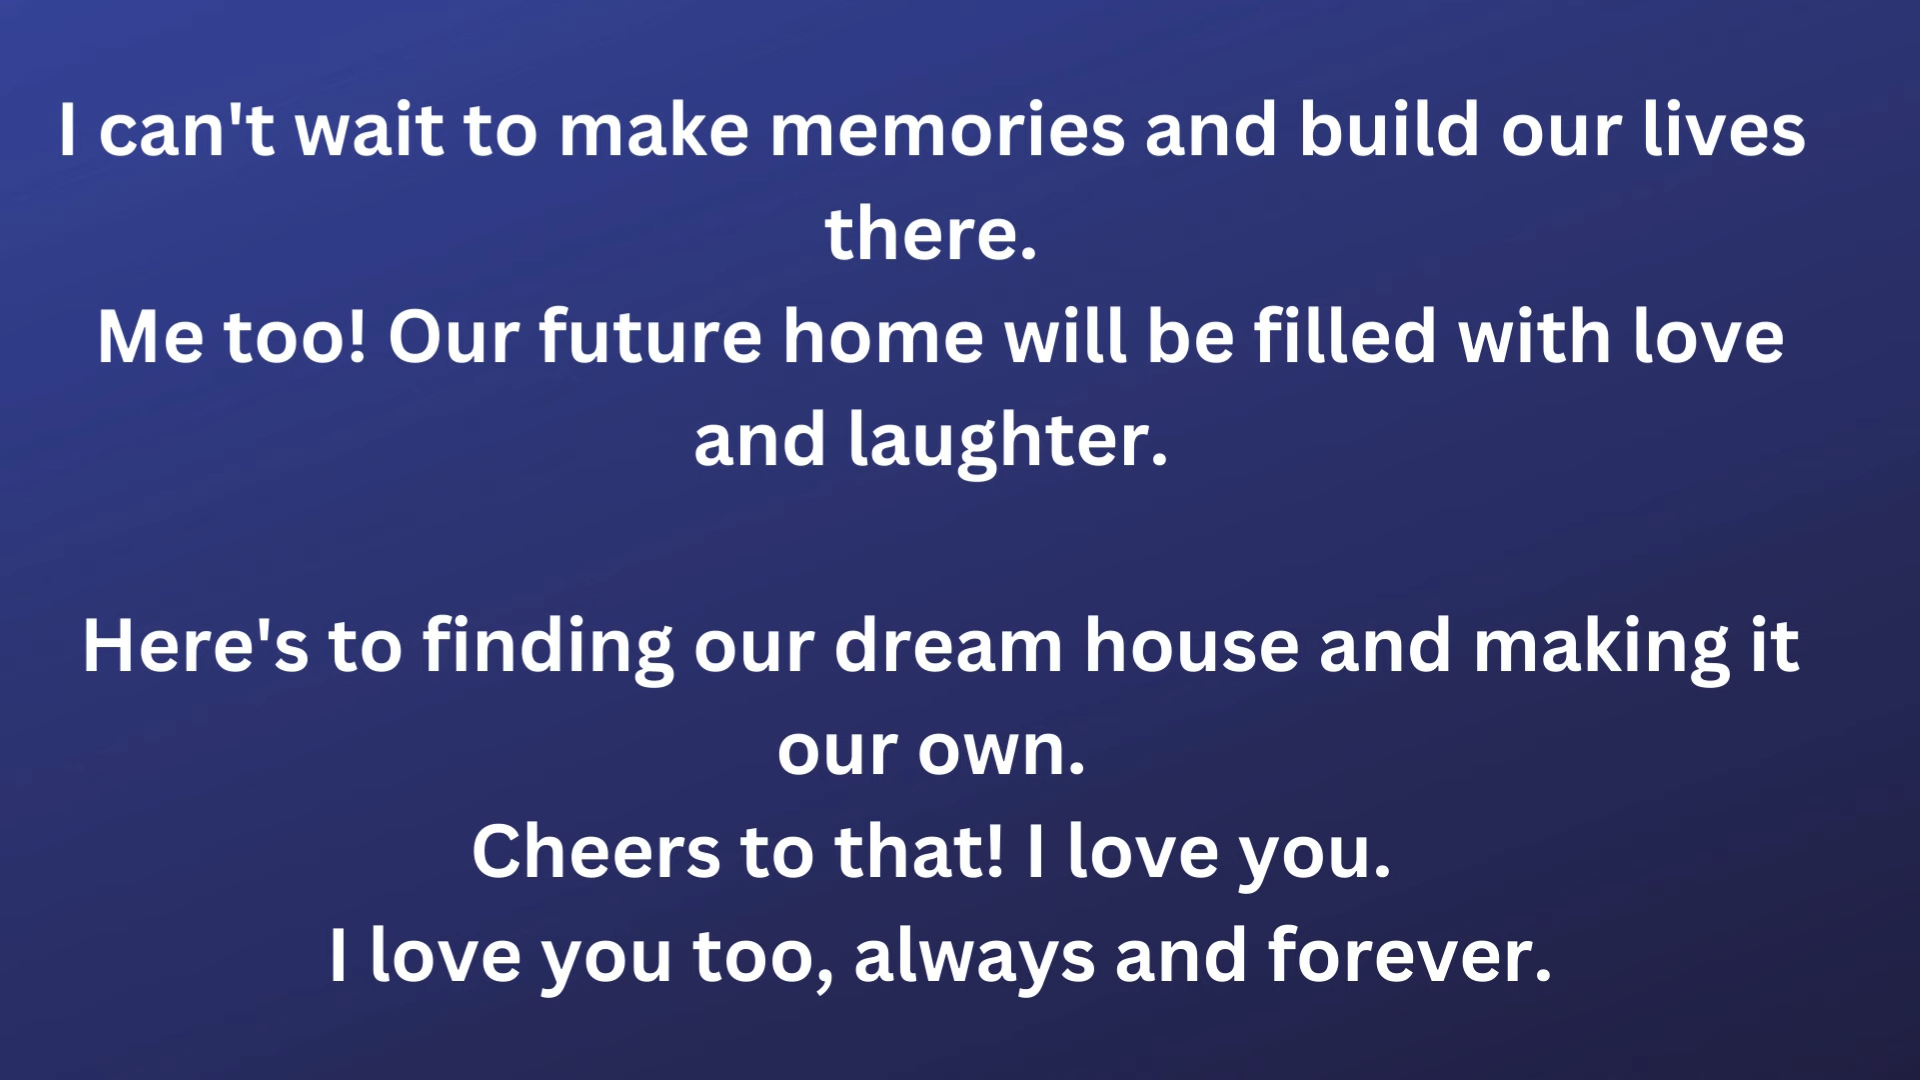 I can't wait to make memories and build our lives
there.
Me too! Our future home will be filled with love
and laughter.
Here's to finding our dream house and making it
our own.
Cheers to that! I love you.
I love you too, always and forever.